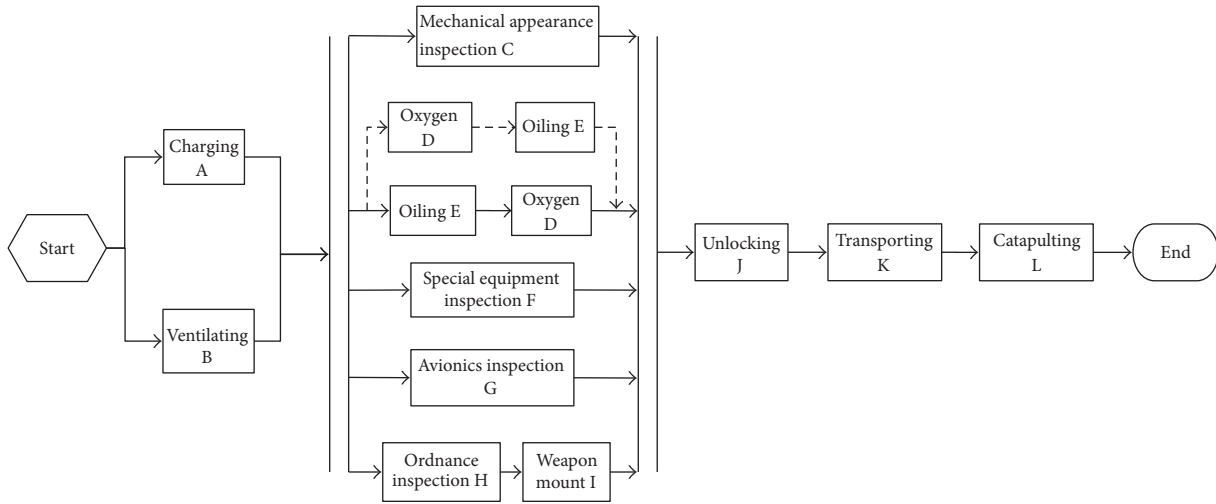 Start
Charging
A
Ventilating
B
Mechanical appearance
inspection C
Oxygen
D
Oiling E
Oiling E
Oxygen
D
Special equipment
inspection F
Avionics inspection
G
Ordnance
inspection H
Weapon
mount I
Unlocking
J
Transporting
K
Catapulting
L
End